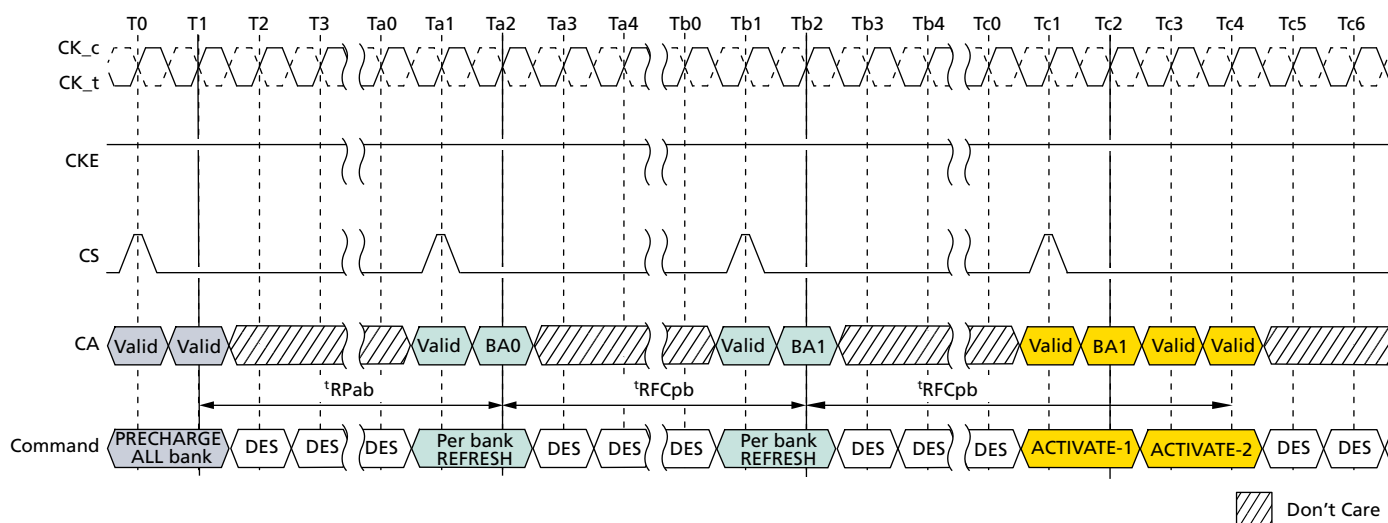 T0 T1 T2 T3 Ta0 Ta1 Ta2 Ta3 Ta4 Tb0 Tb1 Tb2 Tb3 Tb4 Tc0 Tc1 Tc2 Tc3 Tc4 Tc5 Tc6
CK_c
CK_t
CKE
CS
CA Valid Valid Valid BA0 Valid BA1 Valid BA1 Valid Valid
tRPab tRFCpb tRFCpb
Command PRECHARGE ALL bank DES DES DES Per bank REFRESH DES DES DES Per bank REFRESH DES DES DES ACTIVATE-1 ACTIVATE-2 DES DES
Don't Care